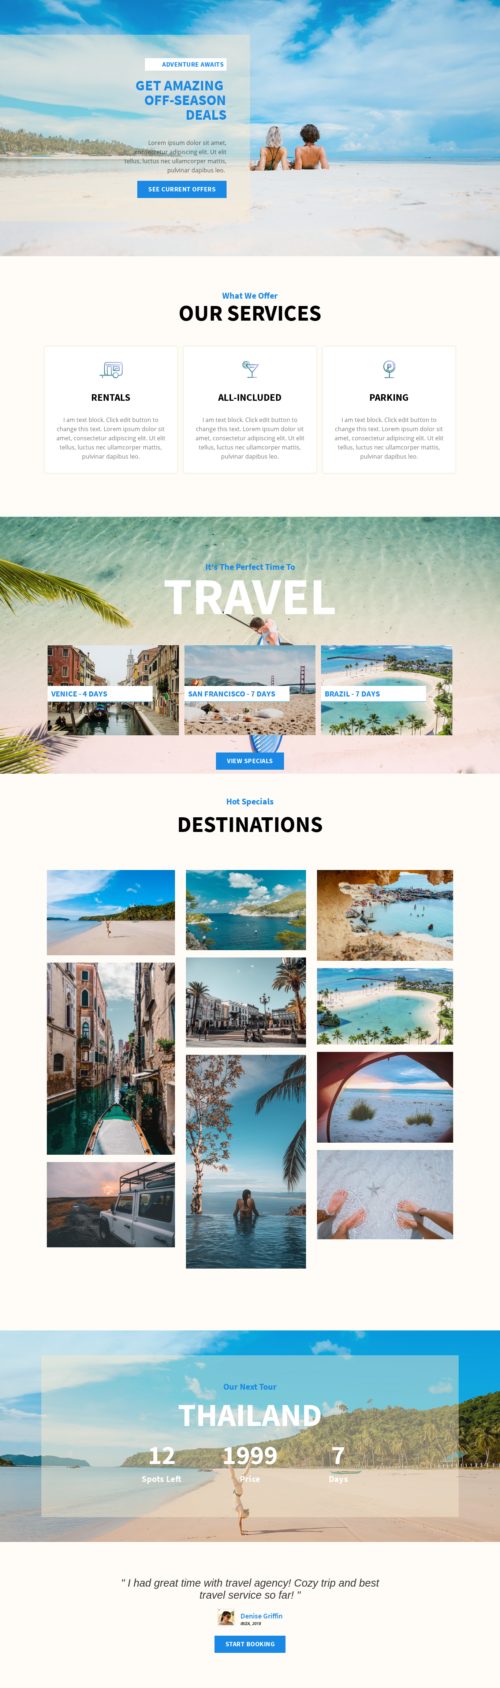 ADVENTURE AWAITS
GET AMAZING
OFF-SEASON
DEALS
Lorem ipsum dolor sit amet,
consectetur adipiscing elit. Ut elit
tellus, luctus nec ullamcorper mattis,
pulvinar dapibus leo.
SEE CURRENT OFFERS
What We Offer
OUR SERVICES
RENTALS
I am text block. Click edit button to
change this text. Lorem ipsum dolor sit
amet, consectetur adipiscing elit. Ut elit
tellus, luctus nec ullamcorper mattis,
pulvinar dapibus leo.
ALL-INCLUDED
I am text block. Click edit button to
change this text. Lorem ipsum dolor sit
amet, consectetur adipiscing elit. Ut elit
tellus, luctus nec ullamcorper mattis,
pulvinar dapibus leo.
P
PARKING
I am text block. Click edit button to
change this text. Lorem ipsum dolor sit
amet, consectetur adipiscing elit. Ut elit
tellus, luctus nec ullamcorper mattis,
pulvinar dapibus leo.
It's The Perfect Time To
TRAVEL
VENICE - 4 DAYS
SAN FRANCISCO - 7 DAYS
BRAZIL - 7 DAYS
VIEW SPECIALS
Hot Specials
DESTINATIONS
Our Next Tour
THAILAND
12
Spots Left
1999
Price
7
Days
" I had great time with travel agency! Cozy trip and best
travel service so far! "
Denise Griffin
IBIZA, 2018
START BOOKING